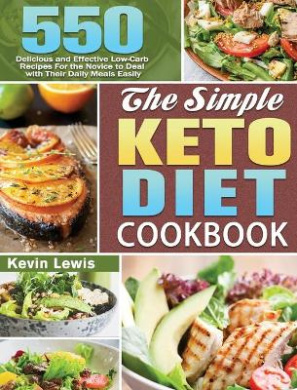 550
Delicious and Effective Low-Carb
Recipes For the Novice to Deal
with Their Daily Meals Easily
The Simple
KETO
DIET
COOKBOOK
Kevin Lewis